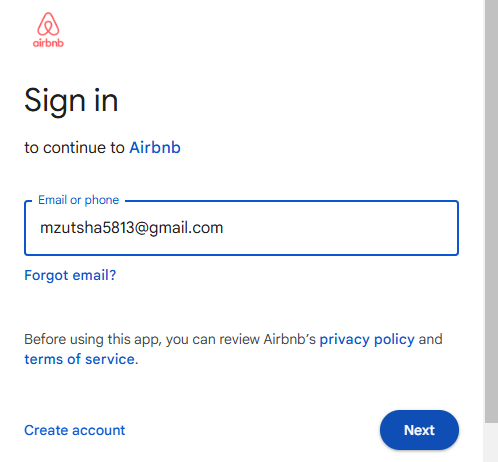 airbnb
Sign in
to continue to Airbnb
Email or phone
mzutsha5813@gmail.com
Forgot email?
Before using this app, you can review Airbnb’s privacy policy and
terms of service.
Create account
Next